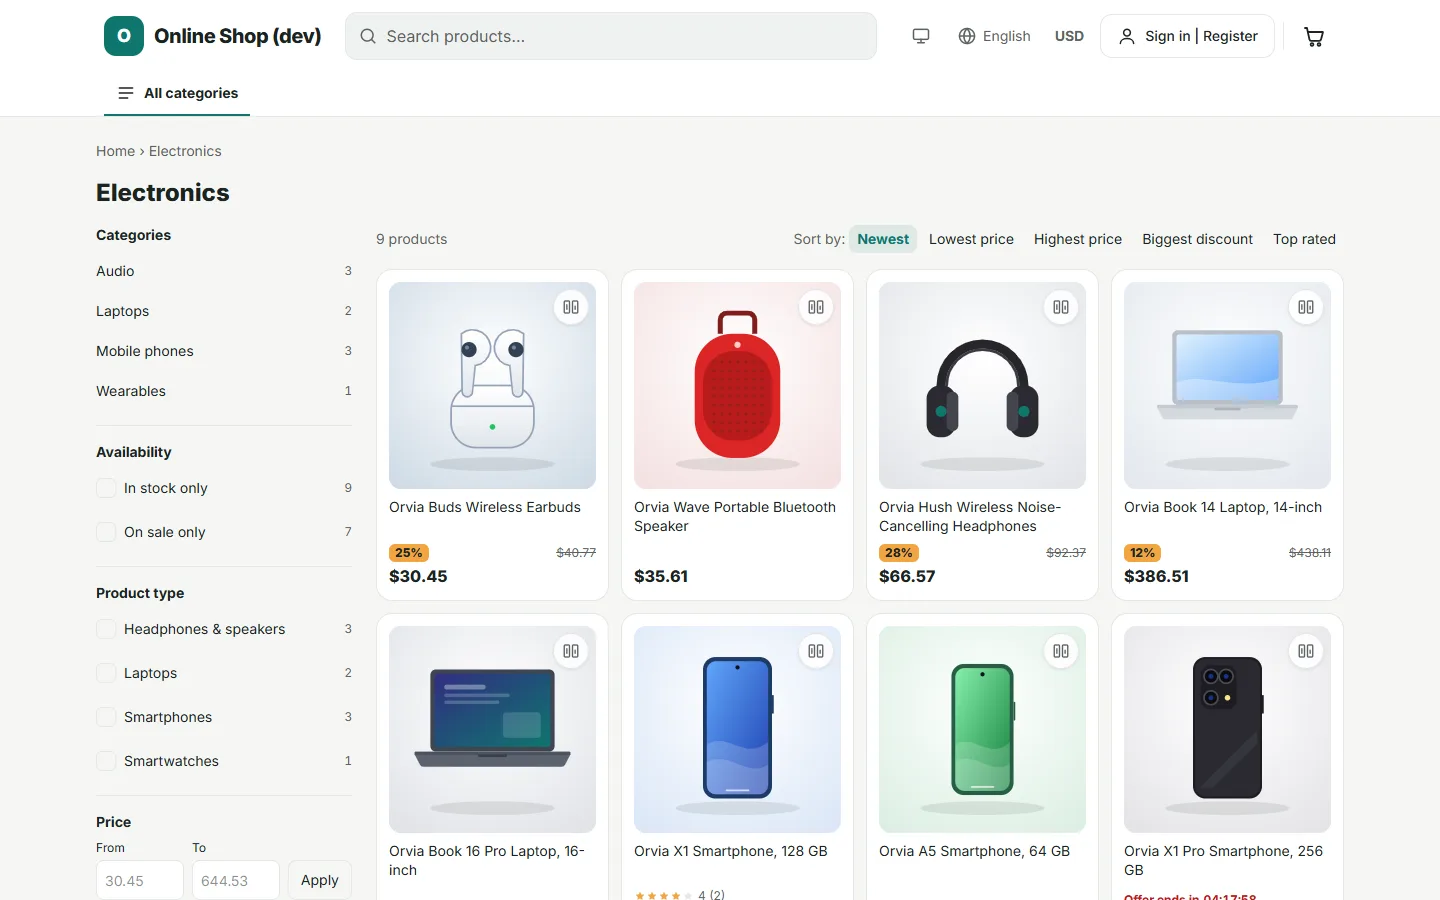 O
Online Shop (dev)
Search products...
English
USD
Sign in | Register
All categories
Home › Electronics
Electronics
Categories
Audio 3
Laptops 2
Mobile phones 3
Wearables 1
Availability
In stock only 9
On sale only 7
Product type
Headphones & speakers 3
Laptops 2
Smartphones 3
Smartwatches 1
Price
From To
30.45 644.53 Apply
9 products
Sort by: Newest Lowest price Highest price Biggest discount Top rated
Orvia Buds Wireless Earbuds
25% $40.77
$30.45
Orvia Wave Portable Bluetooth
Speaker
$35.61
Orvia Hush Wireless Noise-
Cancelling Headphones
28% $92.37
$66.57
Orvia Book 14 Laptop, 14-inch
12% $438.11
$386.51
Orvia Book 16 Pro Laptop, 16-
inch
Orvia X1 Smartphone, 128 GB
4 (2)
Orvia A5 Smartphone, 64 GB
Orvia X1 Pro Smartphone, 256
GB
Offer ends in 04:17:58